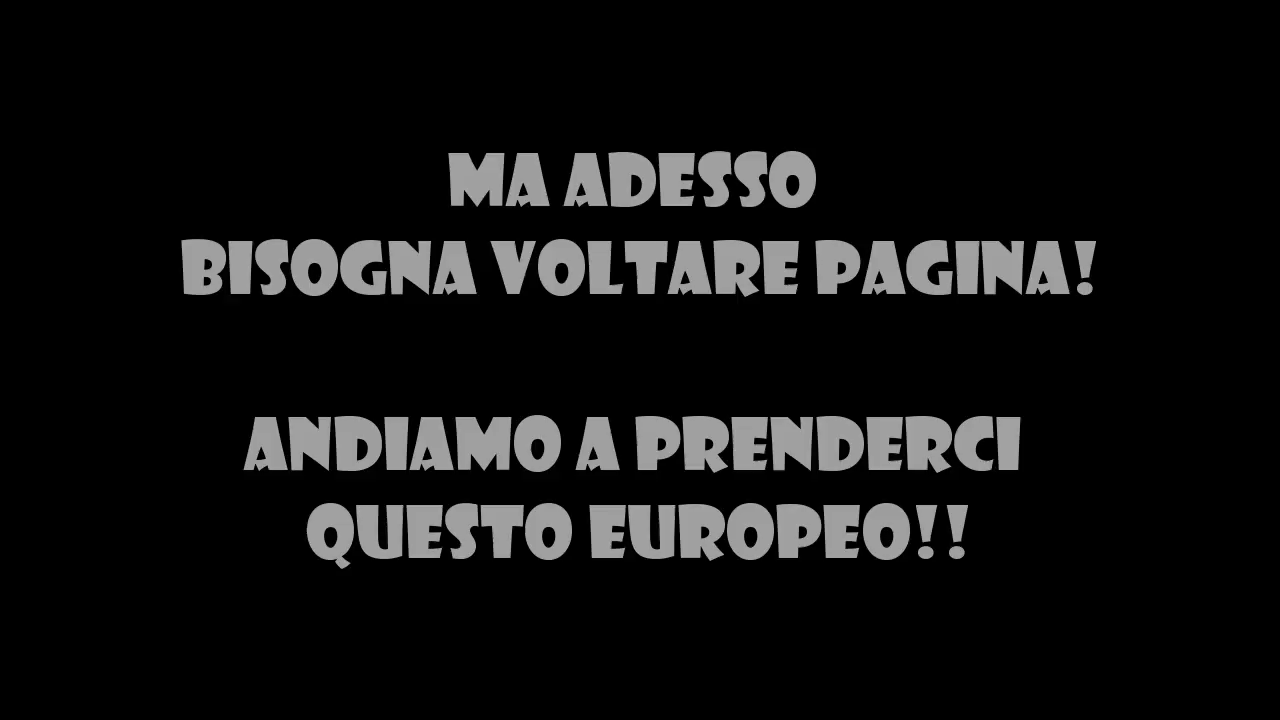 MA ADESSO
BISOGNA VOLTARE PAGINA!
ANDIAMO A PRENDERCI
QUESTO EUROPEO!!